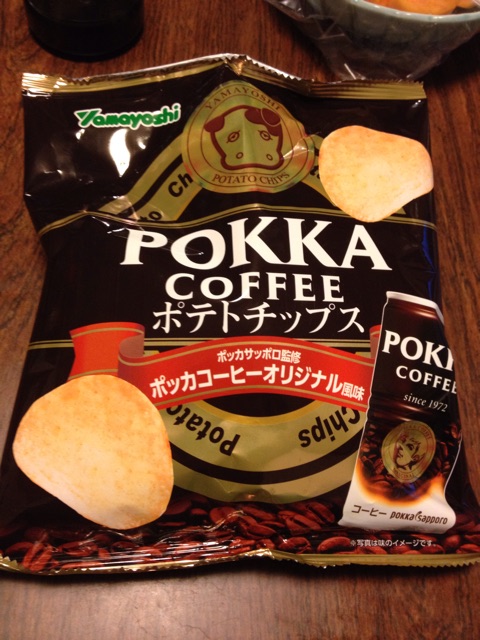 Yamayoshi
YAMAYOSHI
POTATO CHIPS
POKKA
COFFEE
ポテトチップス
ポッカサッポロ監修
ポッカコーヒーオリジナル風味
Potato
Chips
POKK
COFFEE
since 1972
コーヒー pokka sapporo
※写真は味のイメージです。